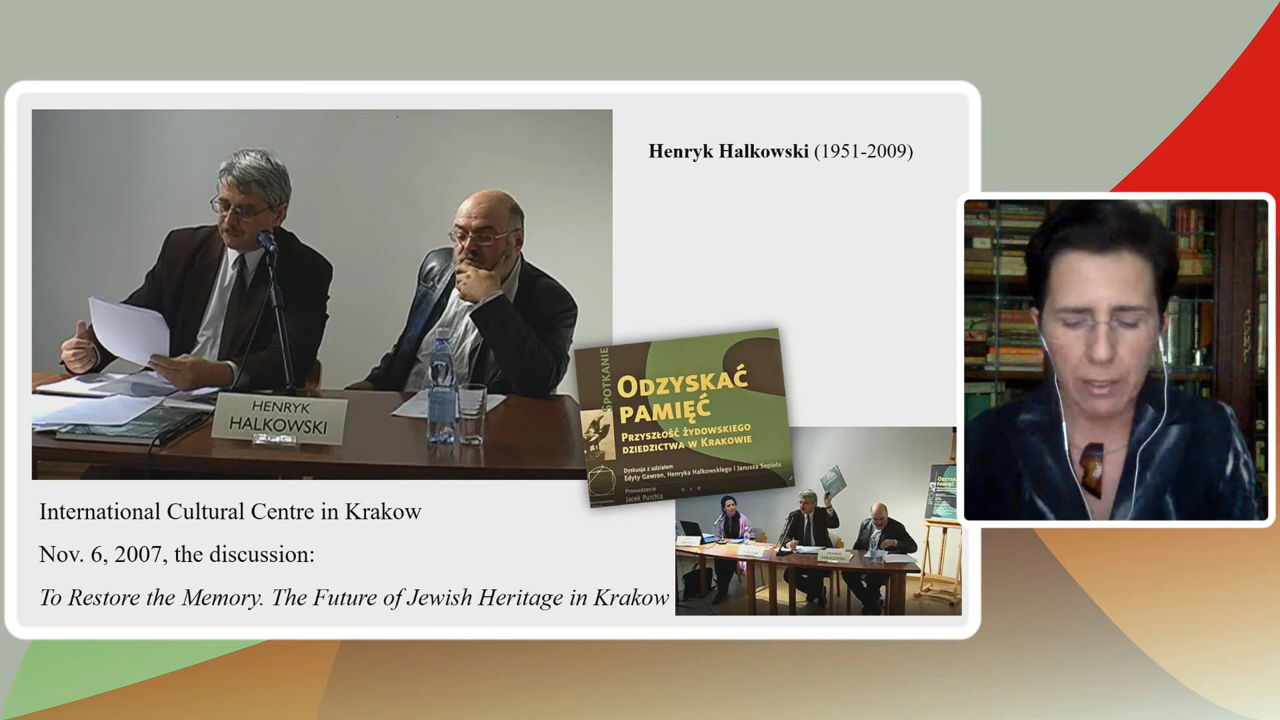 Henryk Halkowski (1951-2009)
HENRYK
HALKOWSKI
SPOTKANIE
ODZYSKAĆ
PAMIĘĆ
PRZYSZŁOŚĆ ŻYDOWSKIEGO
DZIEDZICTWA W KRAKOWIE
Dyskusja z udziałem
Edyty Gawron, Henryka Halkowskiego i Janusza Sepioła
Prowadzenie
Jacek Purchla
International Cultural Centre in Krakow
Nov. 6, 2007, the discussion:
To Restore the Memory. The Future of Jewish Heritage in Krakow